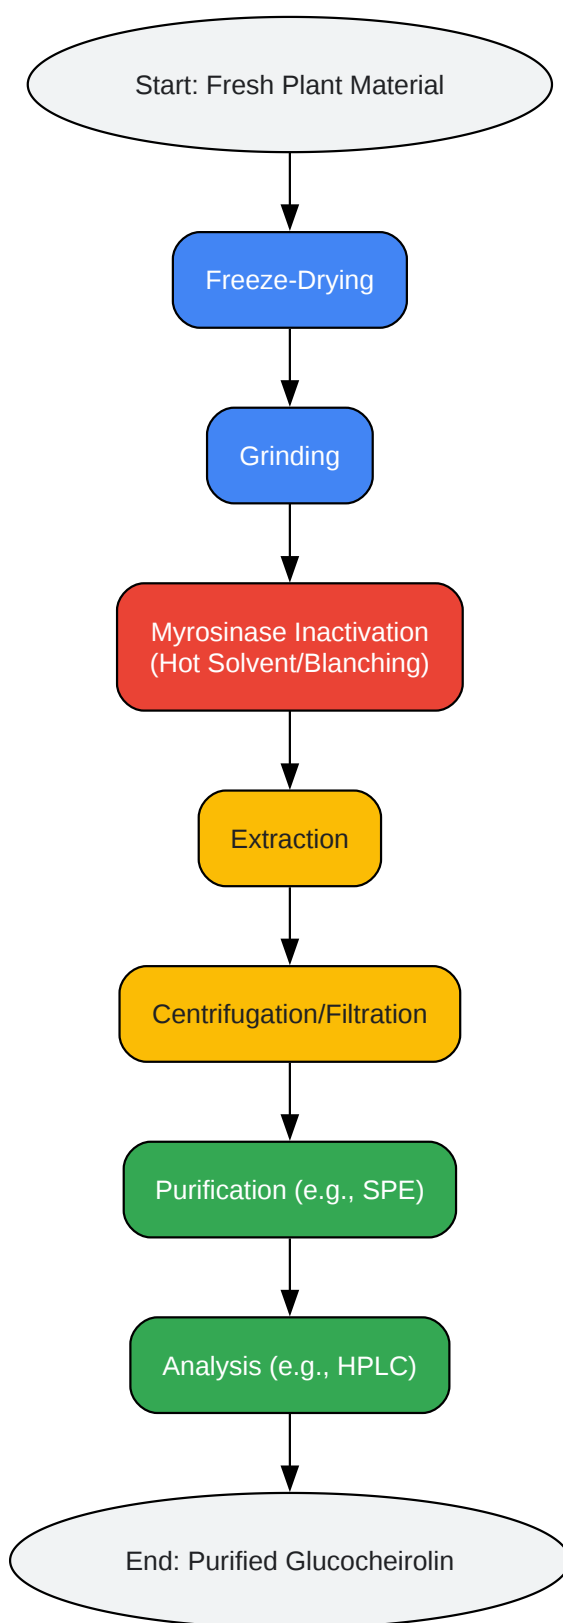 Start: Fresh Plant Material
Freeze-Drying
Grinding
Myrosinase Inactivation
(Hot Solvent/Blanching)
Extraction
Centrifugation/Filtration
Purification (e.g., SPE)
Analysis (e.g., HPLC)
End: Purified Glucocheirolin